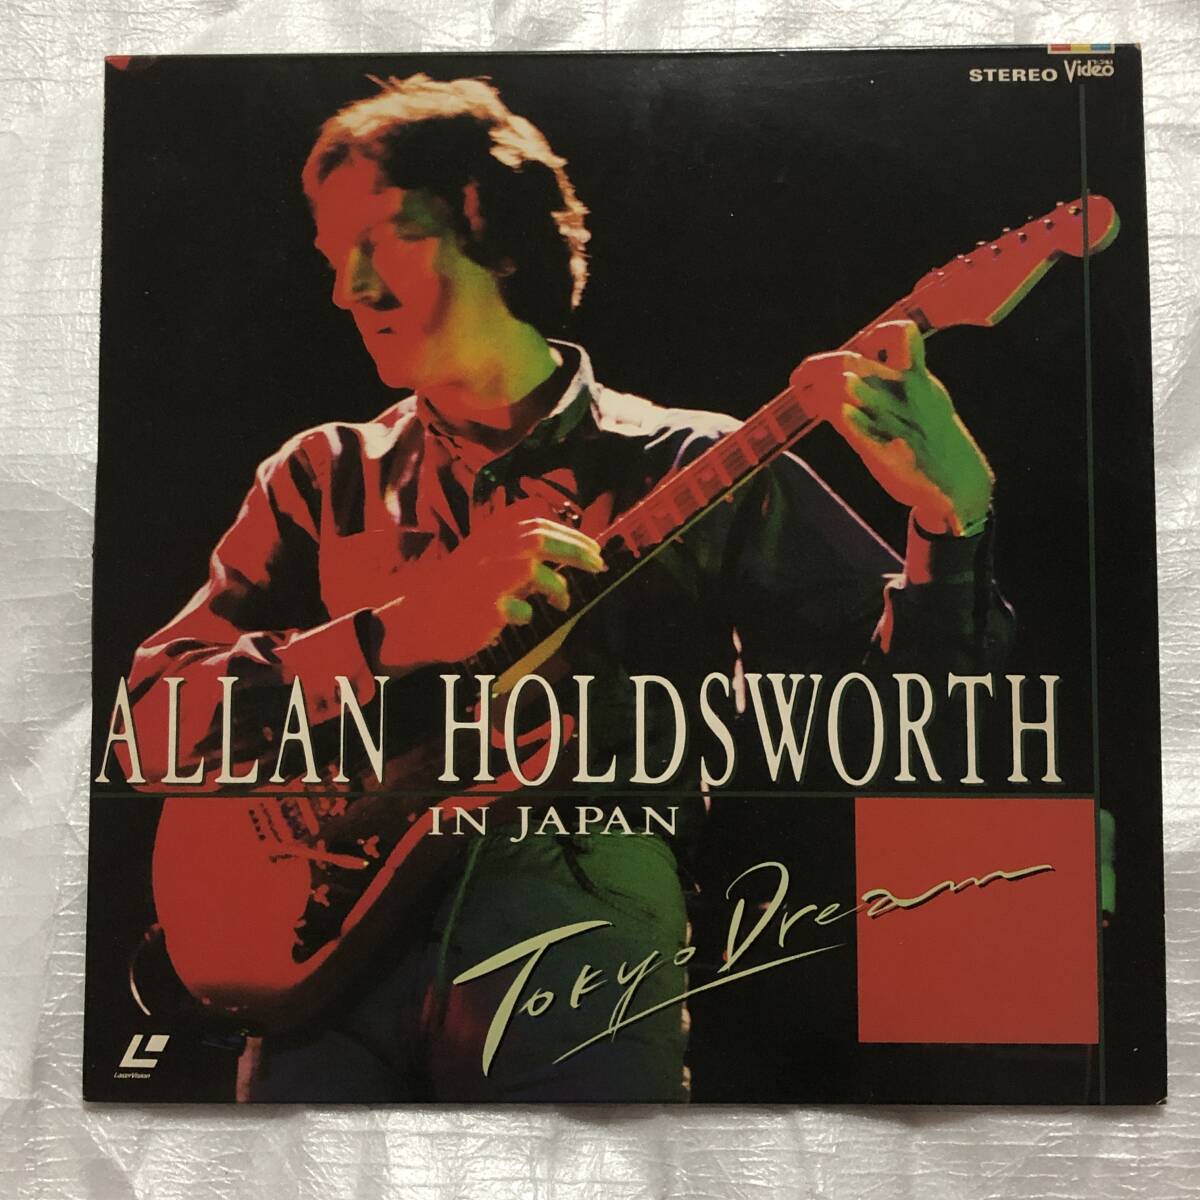 STEREO Video
ALLAN HOLDSWORTH
IN JAPAN
Tokyo Dream
LaserVision